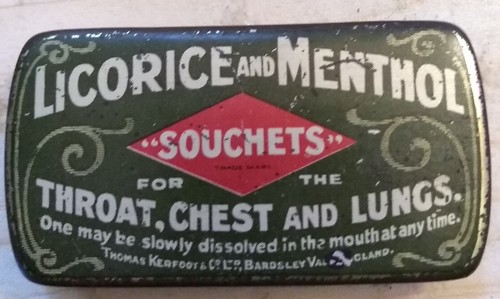 LICORICE AND MENTHOL
"SOUCHETS"
TRADE MARK
FOR THE
THROAT, CHEST AND LUNGS.
One may be slowly dissolved in the mouth at any time.
THOMAS KERFOOT & CO LTD, BARDSLEY